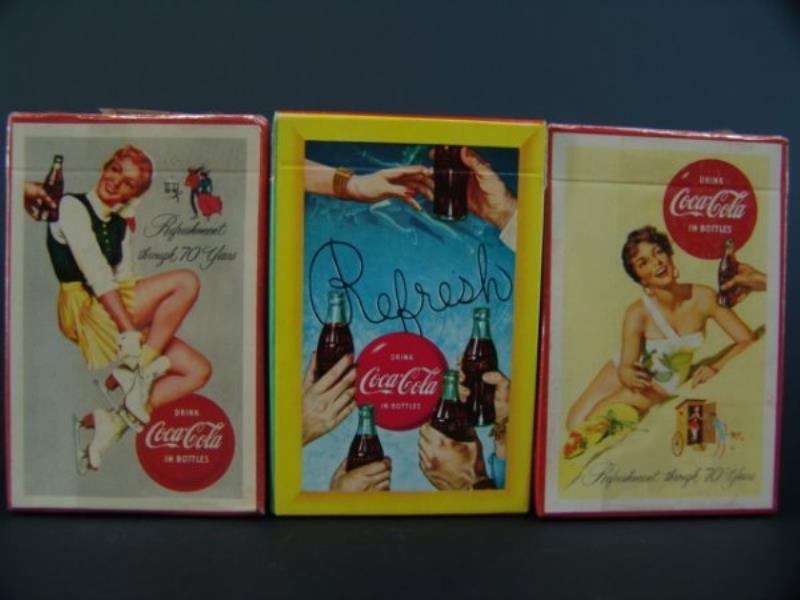 Refreshment
through 70 Years
DRINK
Coca-Cola
IN BOTTLES
Refresh
DRINK
Coca-Cola
IN BOTTLES
DRINK
Coca-Cola
IN BOTTLES
Refreshment through 70 Years